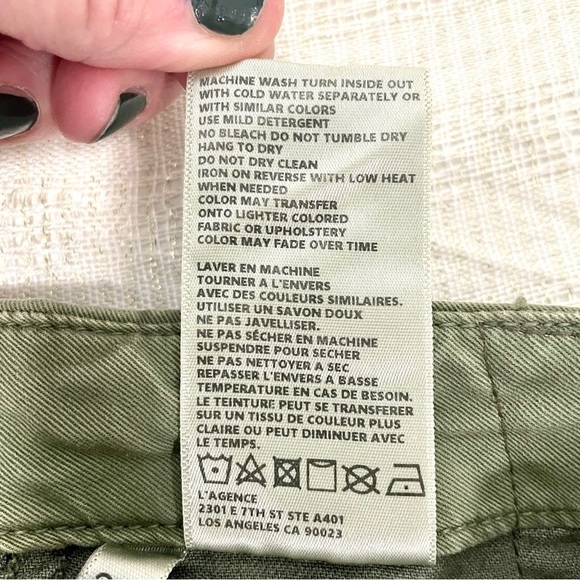 MACHINE WASH TURN INSIDE OUT
WITH COLD WATER SEPARATELY OR
WITH SIMILAR COLORS
USE MILD DETERGENT
NO BLEACH DO NOT TUMBLE DRY
HANG TO DRY
DO NOT DRY CLEAN
IRON ON REVERSE WITH LOW HEAT
WHEN NEEDED
COLOR MAY TRANSFER
ONTO LIGHTER COLORED
FABRIC OR UPHOLSTERY
COLOR MAY FADE OVER TIME
LAVER EN MACHINE
TOURNER A L'ENVERS
AVEC DES COULEURS SIMILAIRES.
UTILISER UN SAVON DOUX
NE PAS JAVELLISER.
NE PAS SÉCHER EN MACHINE
SUSPENDRE POUR SECHER
NE PAS NETTOYER A SEC
REPASSER L'ENVERS A BASSE
TEMPERATURE EN CAS DE BESOIN.
LE TEINTURE PEUT SE TRANSFERER
SUR UN TISSU DE COULEUR PLUS
CLAIRE OU PEUT DIMINUER AVEC
LE TEMPS.
L'AGENCE
2301 E 7TH ST STE A401
LOS ANGELES CA 90023